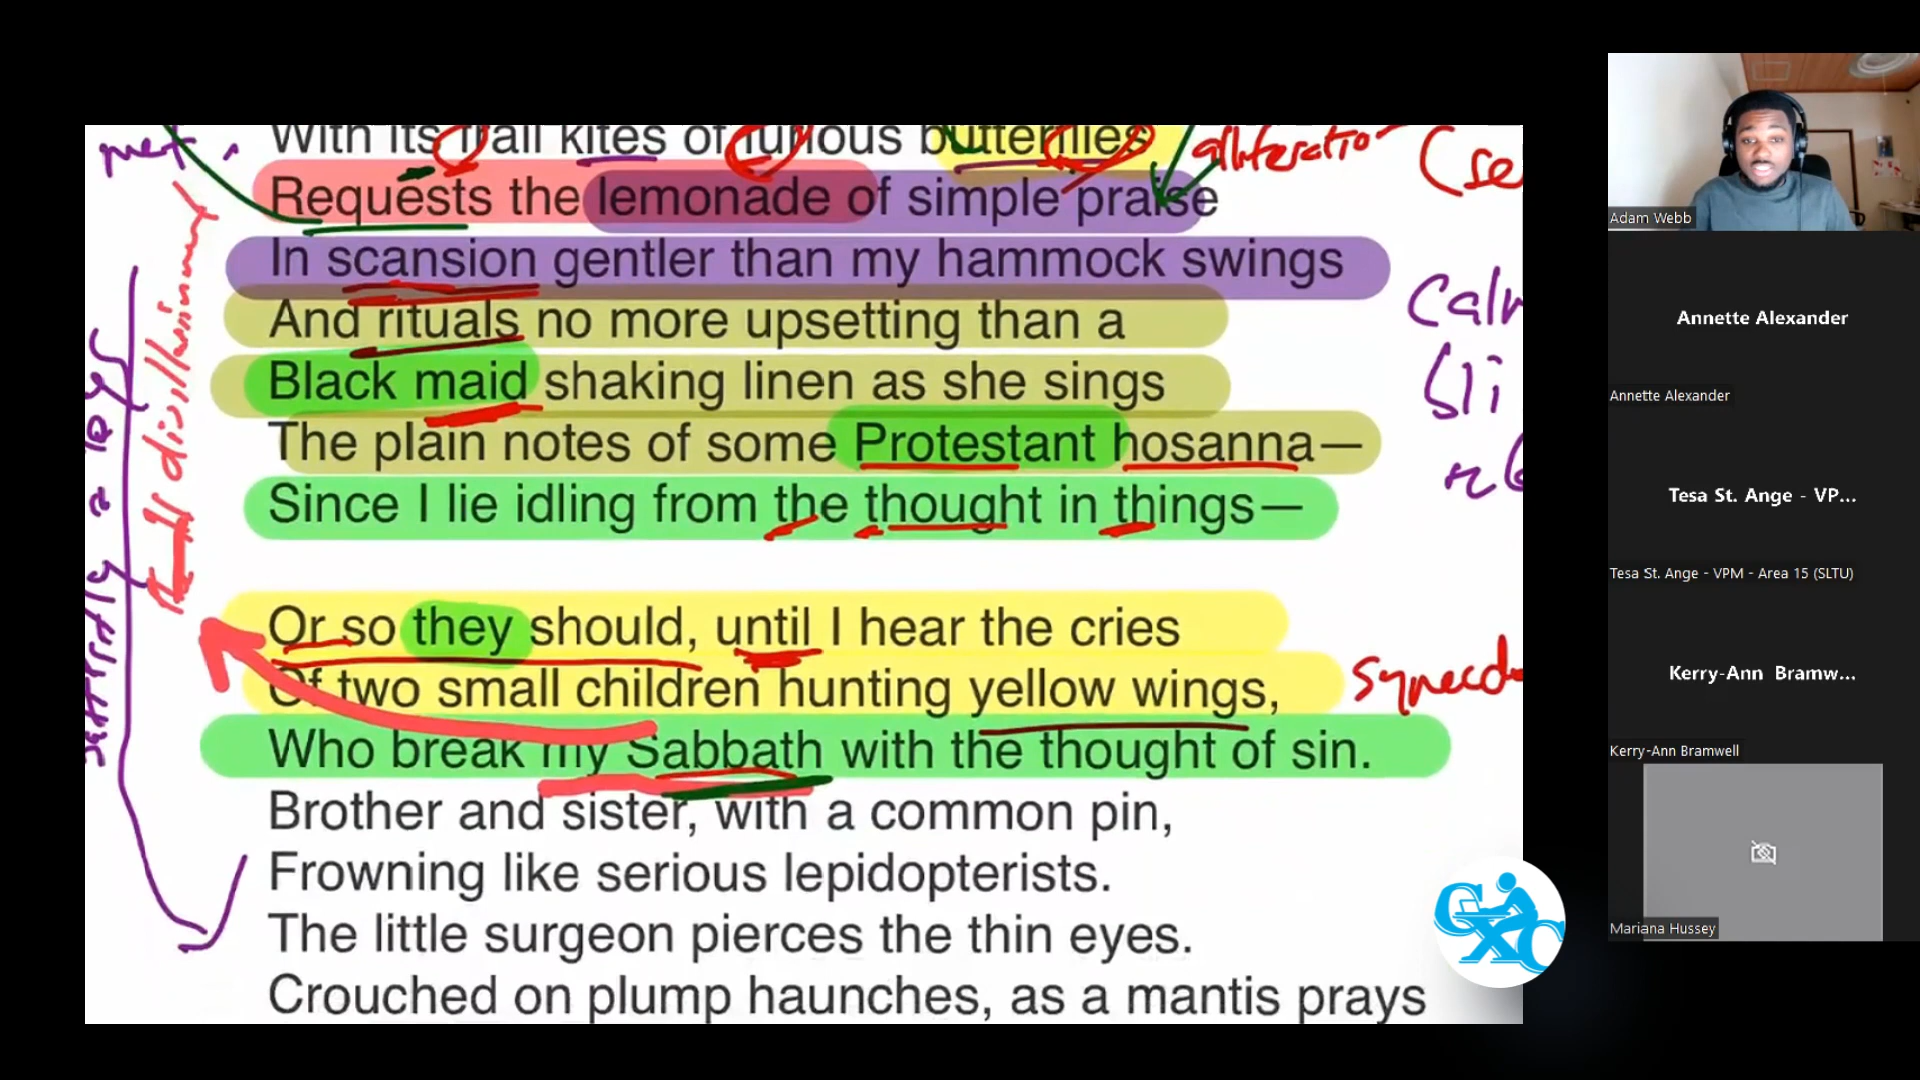 With its frail kites of furious butterflies
alliteration
(se
Requests the lemonade of simple praise
In scansion gentler than my hammock swings
calm
And rituals no more upsetting than a
Black maid shaking linen as she sings
The plain notes of some Protestant hosanna—
Since I lie idling from the thought in things—
Or so they should, until I hear the cries
Of two small children hunting yellow wings,
synecd
Who break my Sabbath with the thought of sin.
Brother and sister, with a common pin,
Frowning like serious lepidopterists.
The little surgeon pierces the thin eyes.
Crouched on plump haunches, as a mantis prays
CXC
Adam Webb
Annette Alexander
Annette Alexander
Tesa St. Ange - VP...
Tesa St. Ange - VPM - Area 15 (SLTU)
Kerry-Ann Bramw...
Kerry-Ann Bramwell
Mariana Hussey